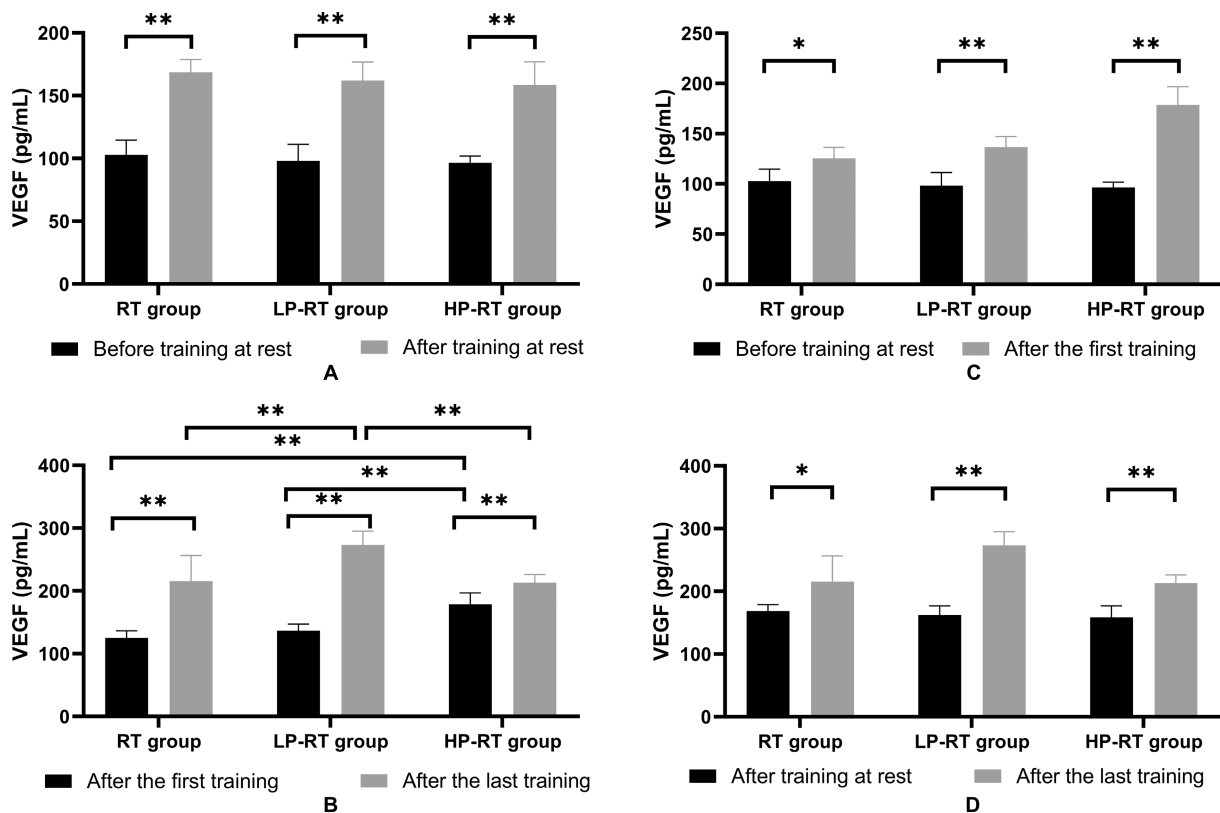 ** ** **
200
150
100
50
0
VEGF (pg/mL)
RT group LP-RT group HP-RT group
Before training at rest After training at rest
A
* ** **
250
200
150
100
50
0
VEGF (pg/mL)
RT group LP-RT group HP-RT group
Before training at rest After the first training
C
** **
**
**
** ** **
400
300
200
100
0
VEGF (pg/mL)
RT group LP-RT group HP-RT group
After the first training After the last training
B
* ** **
400
300
200
100
0
VEGF (pg/mL)
RT group LP-RT group HP-RT group
After training at rest After the last training
D